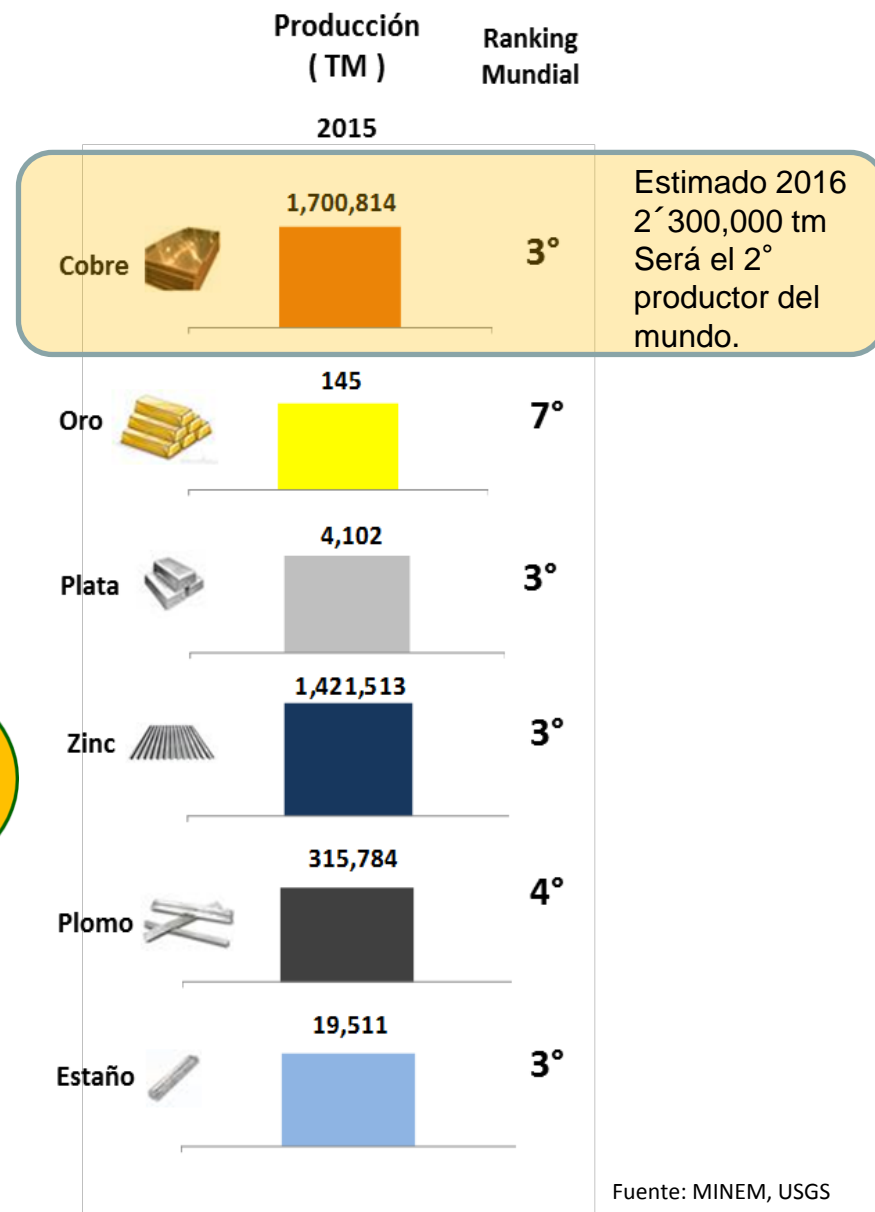 Producción
( TM )
Ranking
Mundial
2015
1,700,814
Cobre
3°
Estimado 2016
2´300,000 tm
Será el 2°
productor del
mundo.
145
Oro
7°
4,102
Plata
3°
1,421,513
Zinc
3°
315,784
Plomo
4°
19,511
Estaño
3°
Fuente: MINEM, USGS